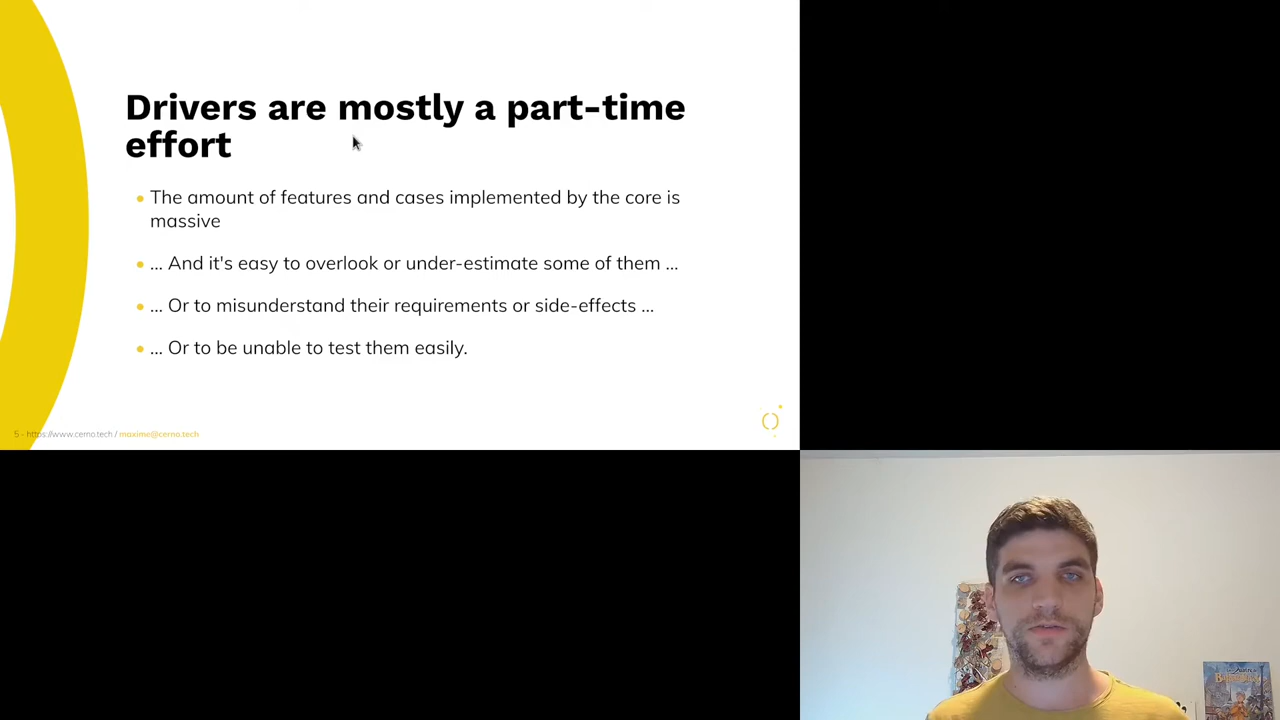 Drivers are mostly a part-time
effort
• The amount of features and cases implemented by the core is
massive
• ... And it's easy to overlook or under-estimate some of them ...
• ... Or to misunderstand their requirements or side-effects ...
• ... Or to be unable to test them easily.
5 - https://www.cerno.tech / maxime@cerno.tech